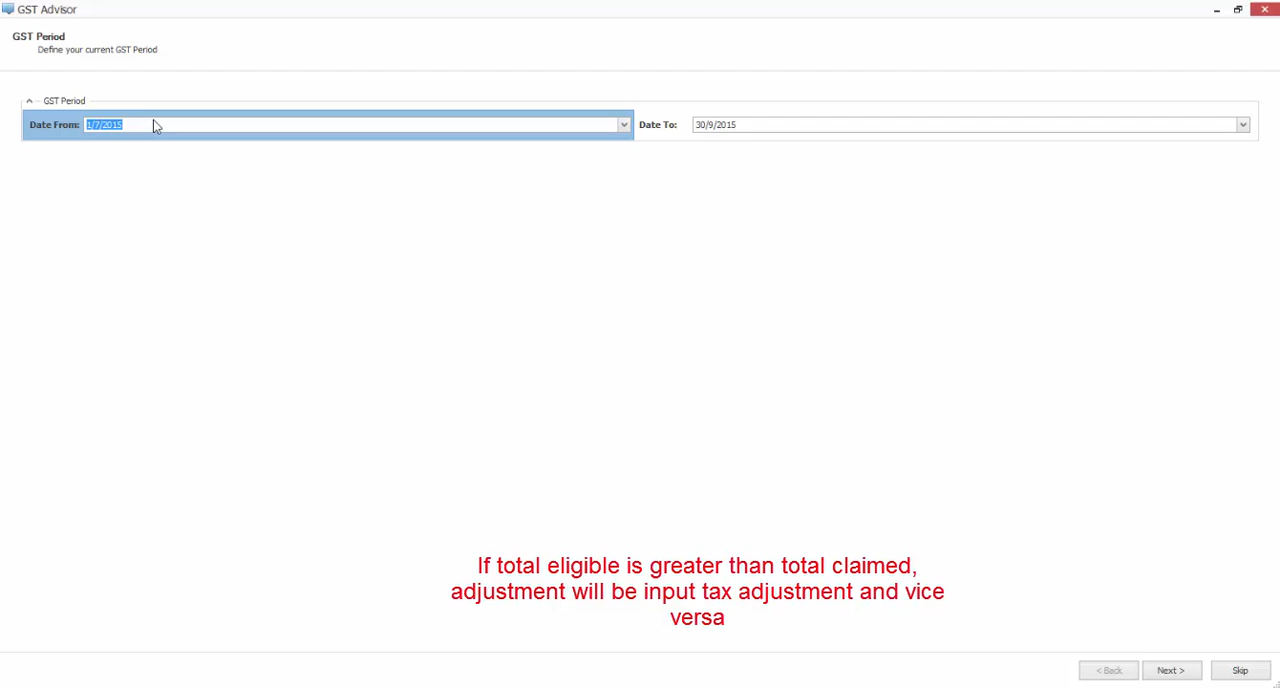 GST Advisor
GST Period
Define your current GST Period
GST Period
Date From: 1/7/2015 Date To: 30/9/2015
If total eligible is greater than total claimed,
adjustment will be input tax adjustment and vice
versa
< Back Next > Skip